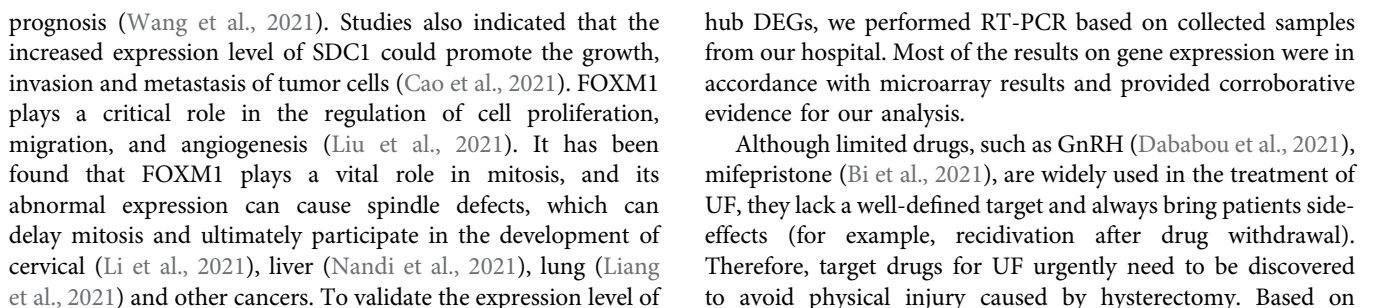 prognosis (Wang et al., 2021). Studies also indicated that the
increased expression level of SDC1 could promote the growth,
invasion and metastasis of tumor cells (Cao et al., 2021). FOXM1
plays a critical role in the regulation of cell proliferation,
migration, and angiogenesis (Liu et al., 2021). It has been
found that FOXM1 plays a vital role in mitosis, and its
abnormal expression can cause spindle defects, which can
delay mitosis and ultimately participate in the development of
cervical (Li et al., 2021), liver (Nandi et al., 2021), lung (Liang
et al., 2021) and other cancers. To validate the expression level of
hub DEGs, we performed RT-PCR based on collected samples
from our hospital. Most of the results on gene expression were in
accordance with microarray results and provided corroborative
evidence for our analysis.
Although limited drugs, such as GnRH (Dababou et al., 2021),
mifepristone (Bi et al., 2021), are widely used in the treatment of
UF, they lack a well-defined target and always bring patients side-
effects (for example, recidivation after drug withdrawal).
Therefore, target drugs for UF urgently need to be discovered
to avoid physical injury caused by hysterectomy. Based on